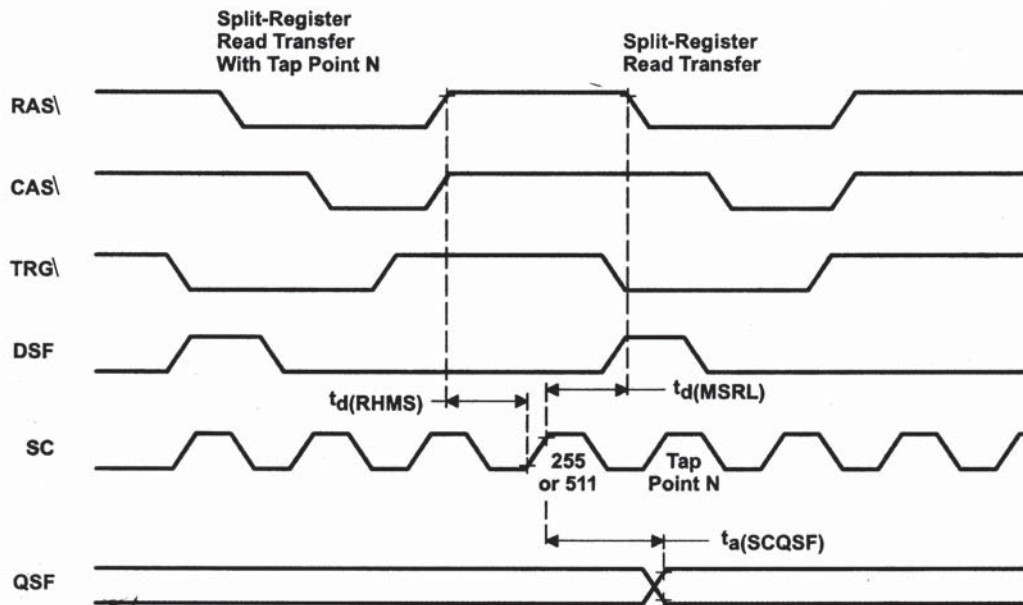 Split-Register
Read Transfer
With Tap Point N
Split-Register
Read Transfer
RAS\
CAS\
TRG\
DSF
td(RHMS)
td(MSRL)
SC
255
or 511
Tap
Point N
ta(SCQSF)
QSF